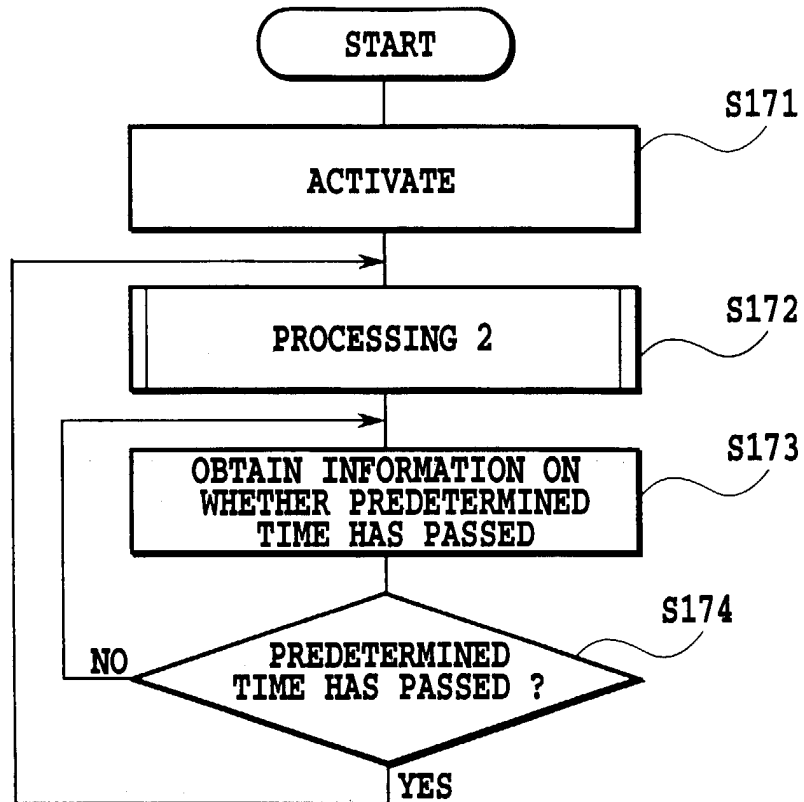 START
S171
ACTIVATE
S172
PROCESSING 2
S173
OBTAIN INFORMATION ON
WHETHER PREDETERMINED
TIME HAS PASSED
S174
PREDETERMINED
TIME HAS PASSED ?
NO
YES